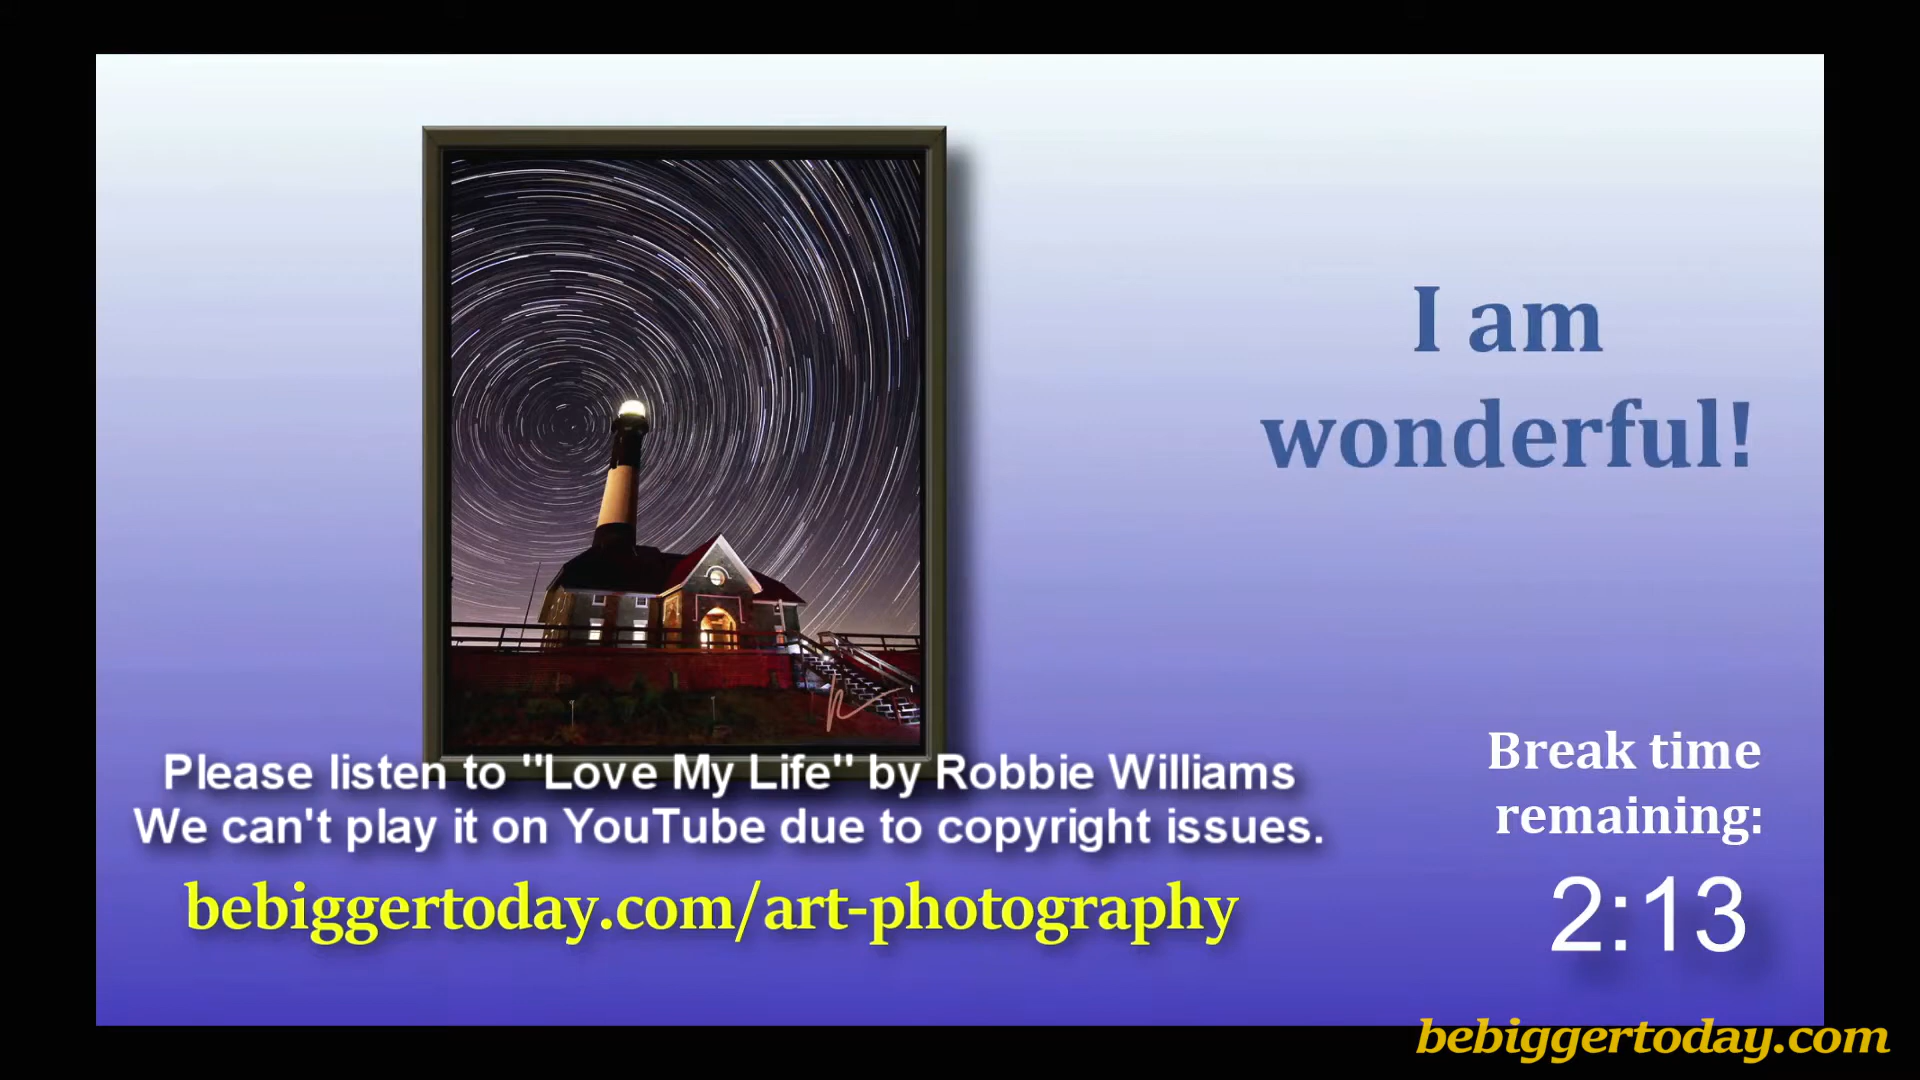 I am
wonderful!
Please listen to "Love My Life" by Robbie Williams
We can't play it on YouTube due to copyright issues.
bebiggertoday.com/art-photography
Break time
remaining:
2:13
bebiggertoday.com